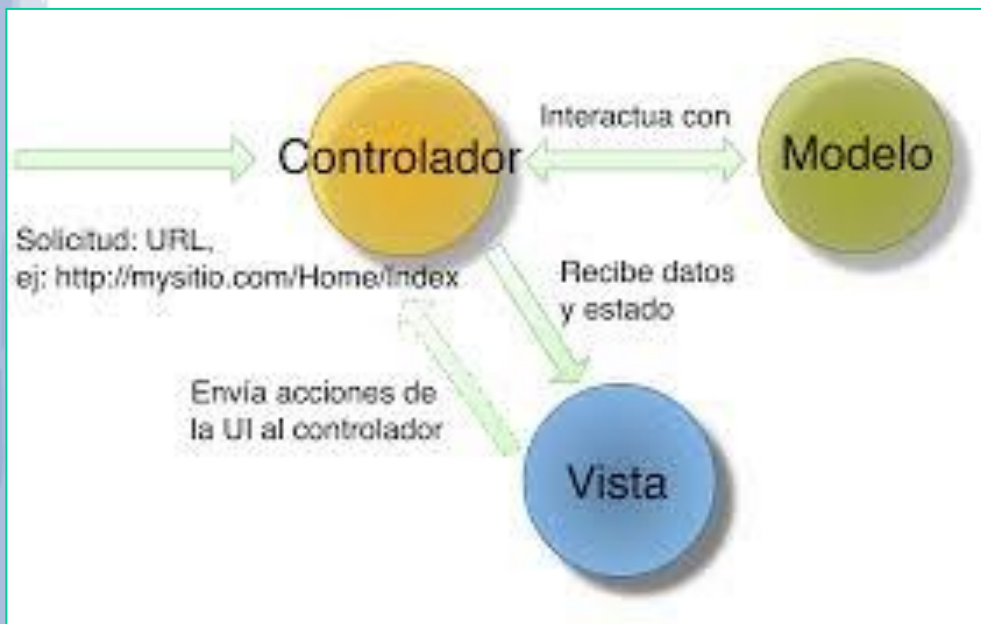 Controlador
Interactua con
Modelo
Solicitud: URL,
ej: http://mysitio.com/Home/Index
Recibe datos
y estado
Envía acciones de
la UI al controlador
Vista